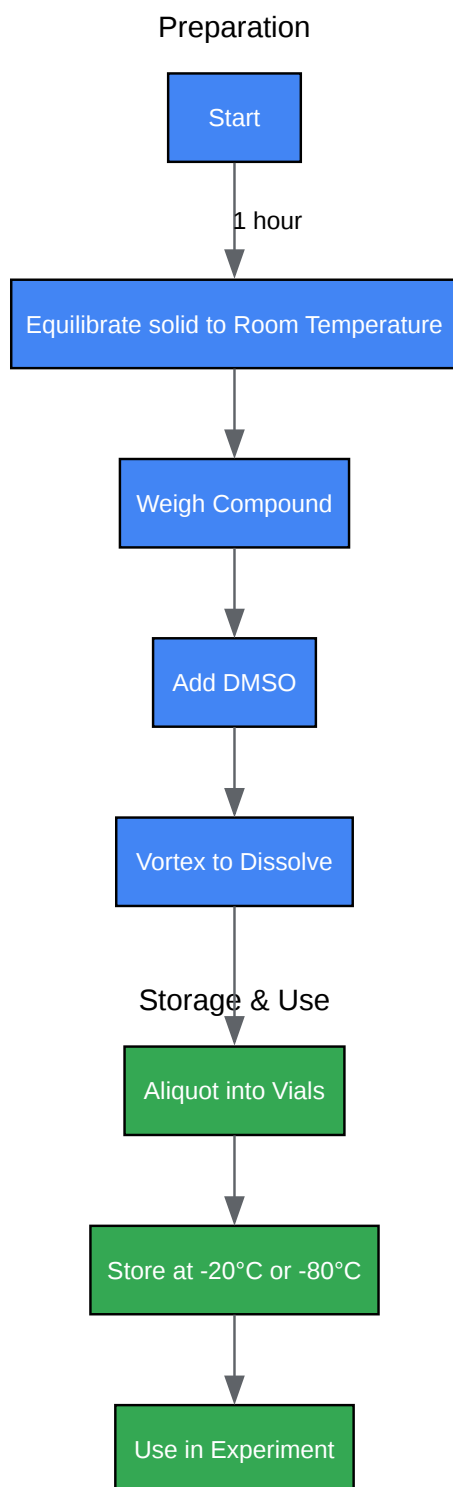 Preparation
Start
1 hour
Equilibrate solid to Room Temperature
Weigh Compound
Add DMSO
Vortex to Dissolve
Storage & Use
Aliquot into Vials
Store at -20°C or -80°C
Use in Experiment